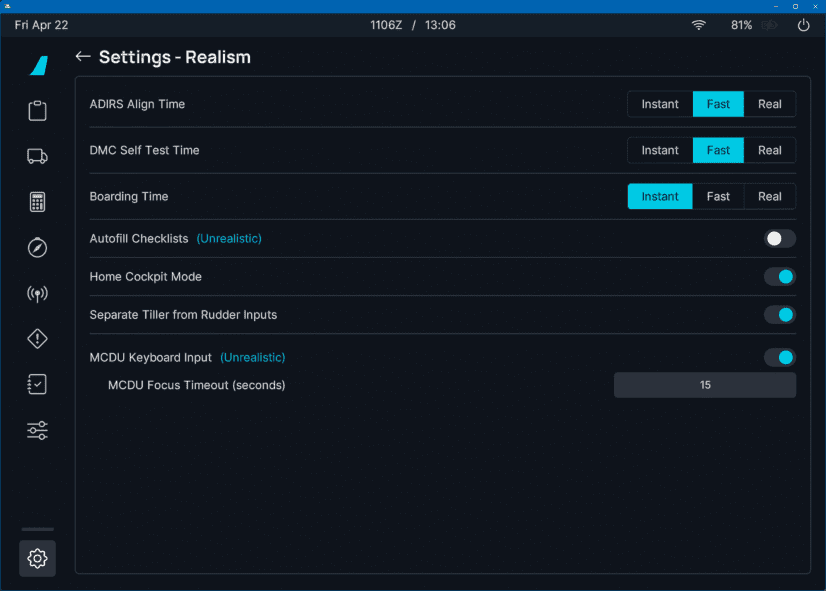 Fri Apr 22 1106Z / 13:06 81%
Settings - Realism
ADIRS Align Time Instant Fast Real
DMC Self Test Time Instant Fast Real
Boarding Time Instant Fast Real
Autofill Checklists (Unrealistic)
Home Cockpit Mode
Separate Tiller from Rudder Inputs
MCDU Keyboard Input (Unrealistic)
MCDU Focus Timeout (seconds) 15